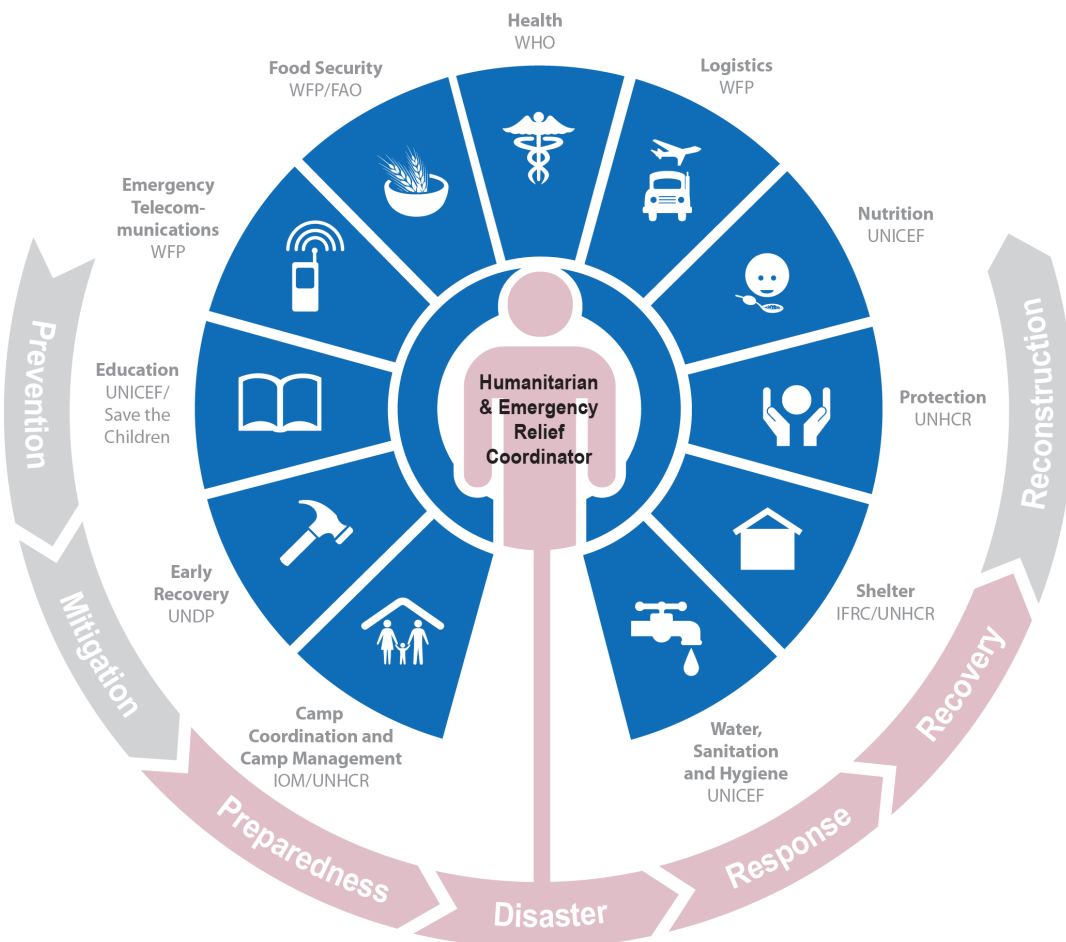 Health
WHO
Logistics
WFP
Nutrition
UNICEF
Protection
UNHCR
Shelter
IFRC/UNHCR
Water,
Sanitation
and Hygiene
UNICEF
Camp
Coordination and
Camp Management
IOM/UNHCR
Early
Recovery
UNDP
Education
UNICEF/
Save the
Children
Emergency
Telecom-
munications
WFP
Food Security
WFP/FAO
Humanitarian
& Emergency
Relief
Coordinator
Prevention
Mitigation
Preparedness
Disaster
Response
Recovery
Reconstruction